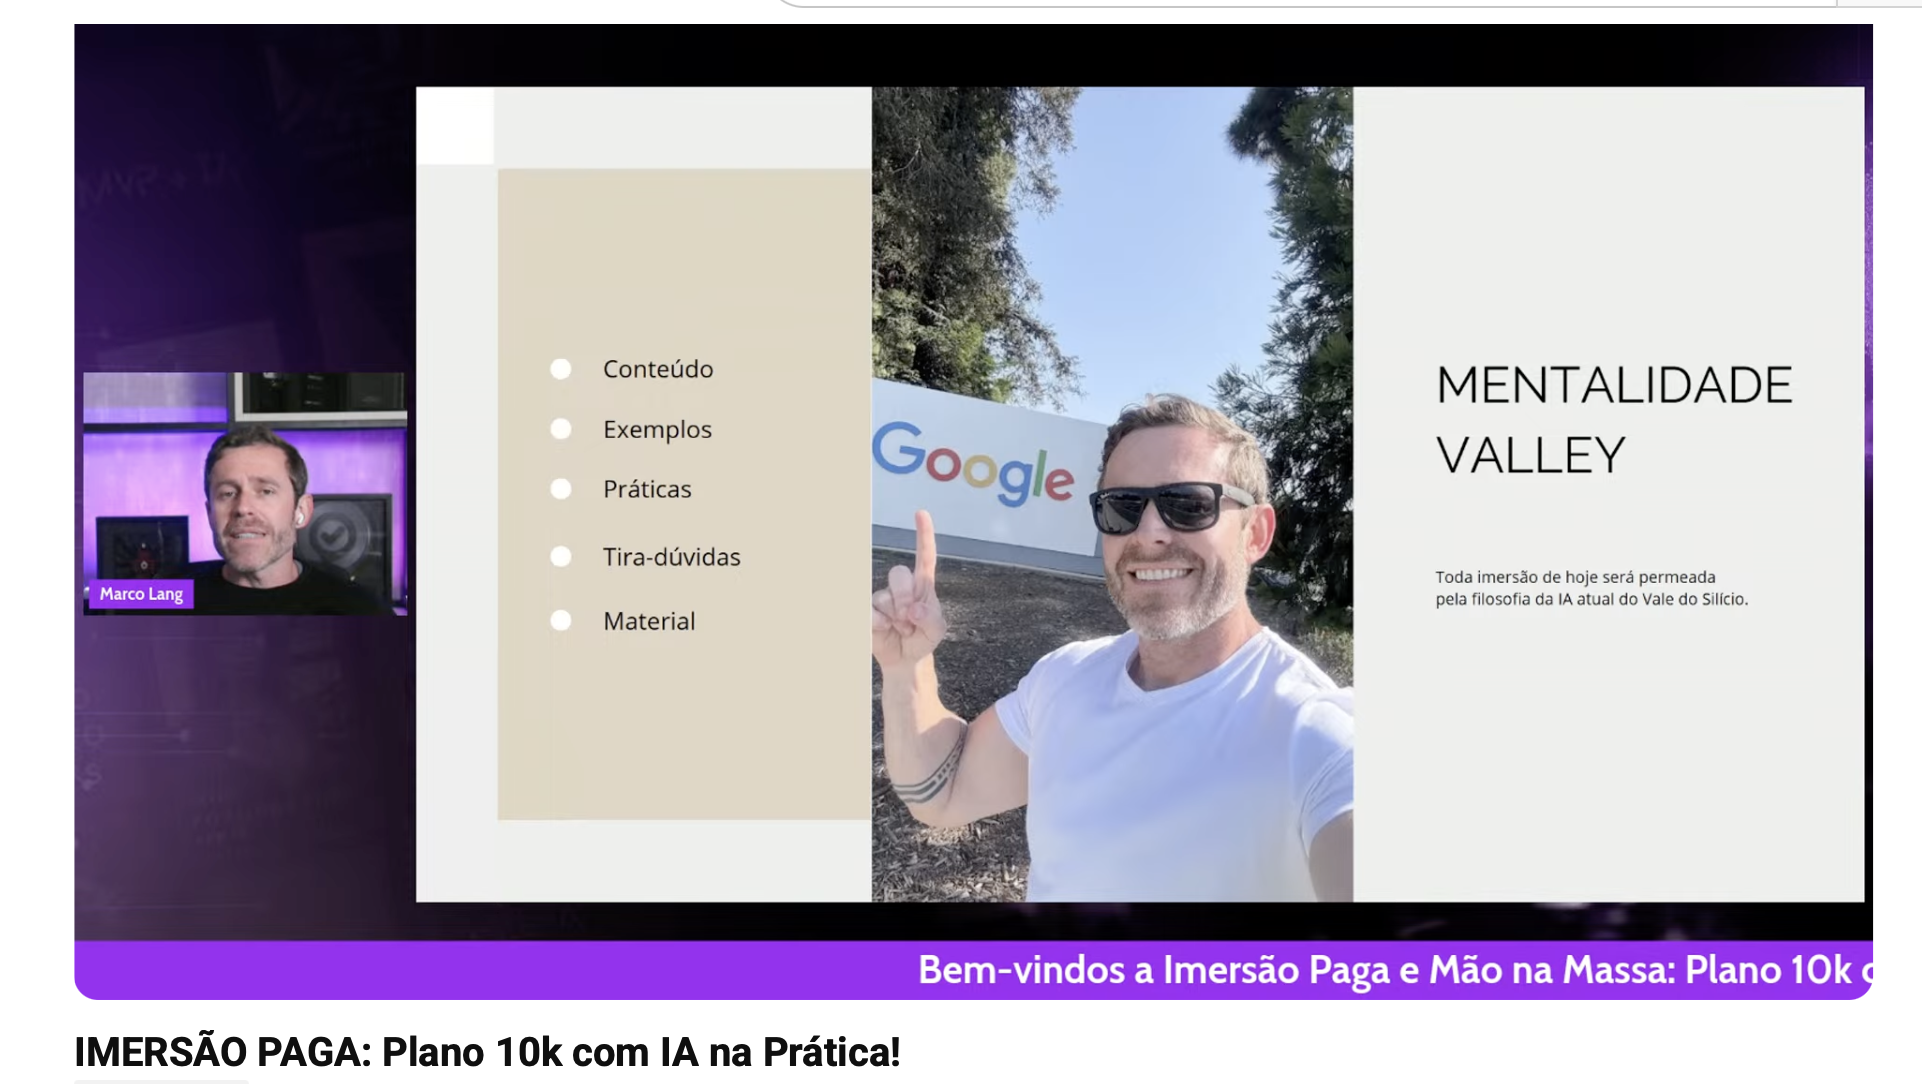 Marco Lang
Conteúdo
Exemplos
Práticas
Tira-dúvidas
Material
Google
MENTALIDADE
VALLEY
Toda imersão de hoje será permeada
pela filosofia da IA atual do Vale do Silício.
Bem-vindos a Imersão Paga e Mão na Massa: Plano 10k
IMERSÃO PAGA: Plano 10k com IA na Prática!